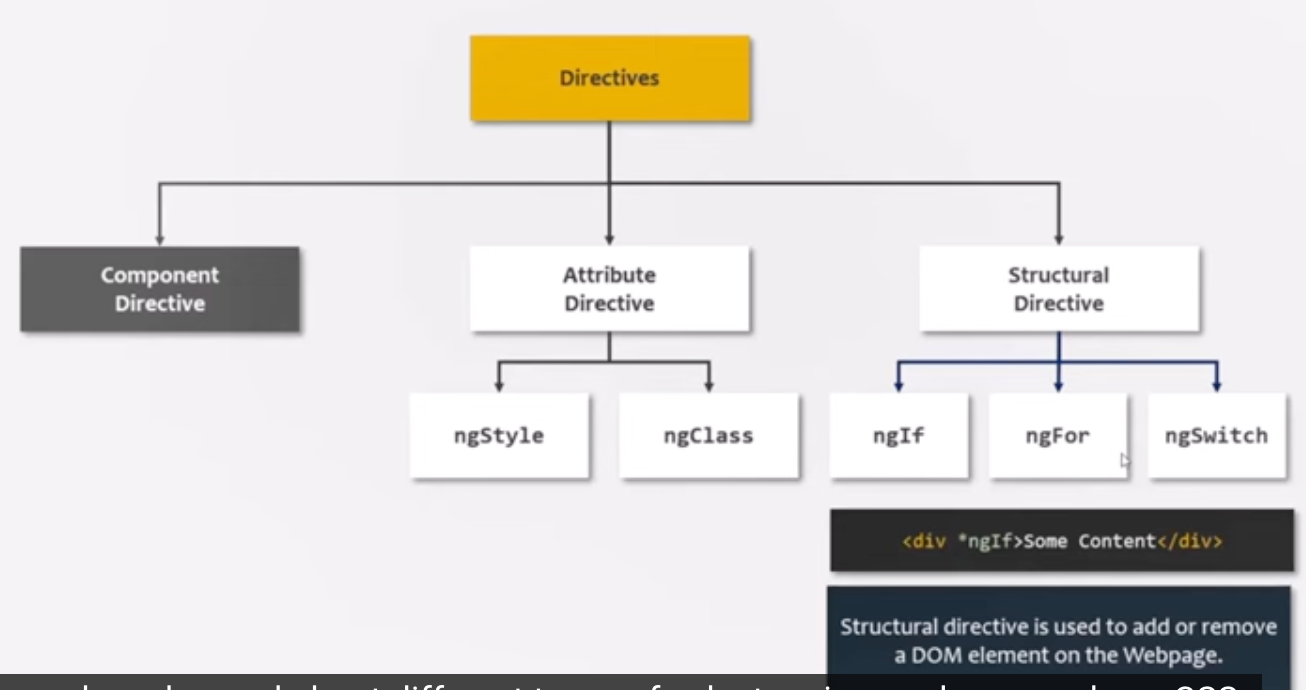 Directives
Component
Directive
Attribute
Directive
Structural
Directive
ngStyle
ngClass
ngIf
ngFor
ngSwitch
<div *ngIf>Some Content</div>
Structural directive is used to add or remove
a DOM element on the Webpage.